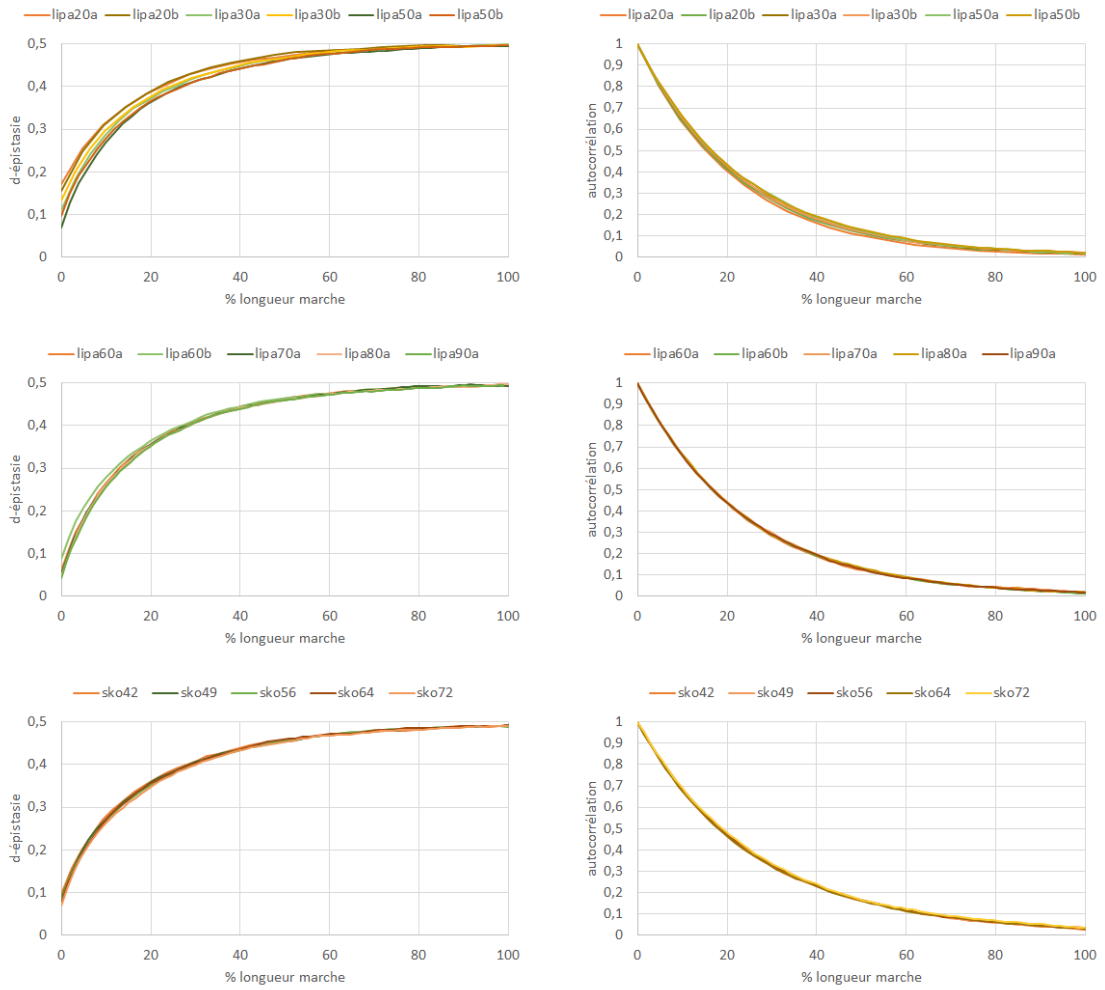 lipa20a lipa20b lipa30a lipa30b lipa50a lipa50b
0,5
0,4
0,3
0,2
0,1
0
d-épistasie
0 20 40 60 80 100
% longueur marche
lipa20a lipa20b lipa30a lipa30b lipa50a lipa50b
1
0,9
0,8
0,7
0,6
0,5
0,4
0,3
0,2
0,1
0
autocorrélation
0 20 40 60 80 100
% longueur marche
lipa60a lipa60b lipa70a lipa80a lipa90a
0,5
0,4
0,3
0,2
0,1
0
d-épistasie
0 20 40 60 80 100
% longueur marche
lipa60a lipa60b lipa70a lipa80a lipa90a
1
0,9
0,8
0,7
0,6
0,5
0,4
0,3
0,2
0,1
0
autocorrélation
0 20 40 60 80 100
% longueur marche
sko42 sko49 sko56 sko64 sko72
0,5
0,4
0,3
0,2
0,1
0
d-épistasie
0 20 40 60 80 100
% longueur marche
sko42 sko49 sko56 sko64 sko72
1
0,9
0,8
0,7
0,6
0,5
0,4
0,3
0,2
0,1
0
autocorrélation
0 20 40 60 80 100
% longueur marche